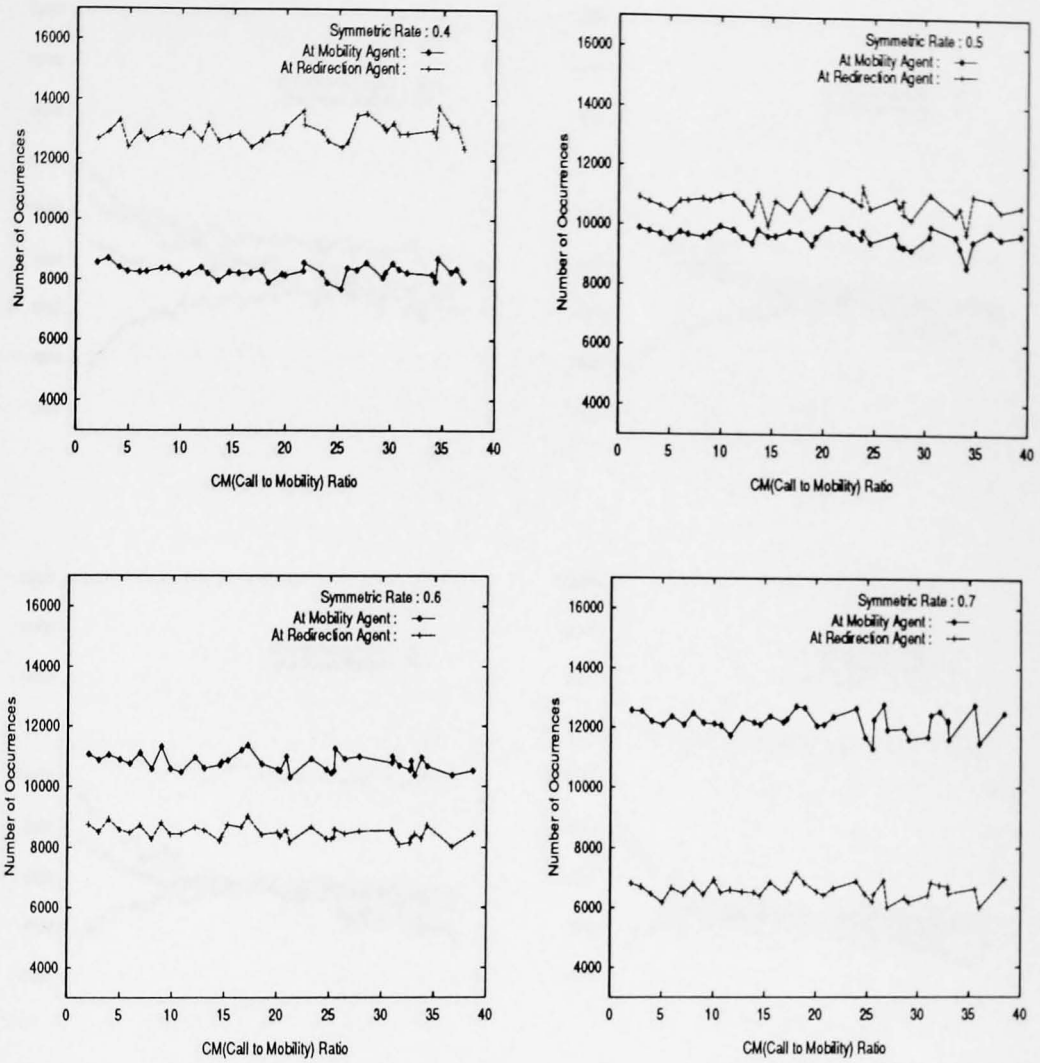 Symmetric Rate : 0.4
At Mobility Agent :
At Redirection Agent :
16000
14000
12000
10000
8000
6000
4000
Number of Occurrences
0 5 10 15 20 25 30 35 40
CM(Call to Mobility) Ratio
Symmetric Rate : 0.5
At Mobility Agent :
At Redirection Agent :
16000
14000
12000
10000
8000
6000
4000
Number of Occurrences
0 5 10 15 20 25 30 35 40
CM(Call to Mobility) Ratio
Symmetric Rate : 0.6
At Mobility Agent :
At Redirection Agent :
16000
14000
12000
10000
8000
6000
4000
Number of Occurrences
0 5 10 15 20 25 30 35 40
CM(Call to Mobility) Ratio
Symmetric Rate : 0.7
At Mobility Agent :
At Redirection Agent :
16000
14000
12000
10000
8000
6000
4000
Number of Occurrences
0 5 10 15 20 25 30 35 40
CM(Call to Mobility) Ratio